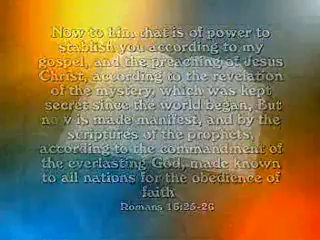 Now to him that is of power to
stablish you according to my
gospel, and the preaching of Jesus
Christ, according to the revelation
of the mystery, which was kept
secret since the world began, But
now is made manifest, and by the
scriptures of the prophets,
according to the commandment of
the everlasting God, made known
to all nations for the obedience of
faith
Romans 16:25-26